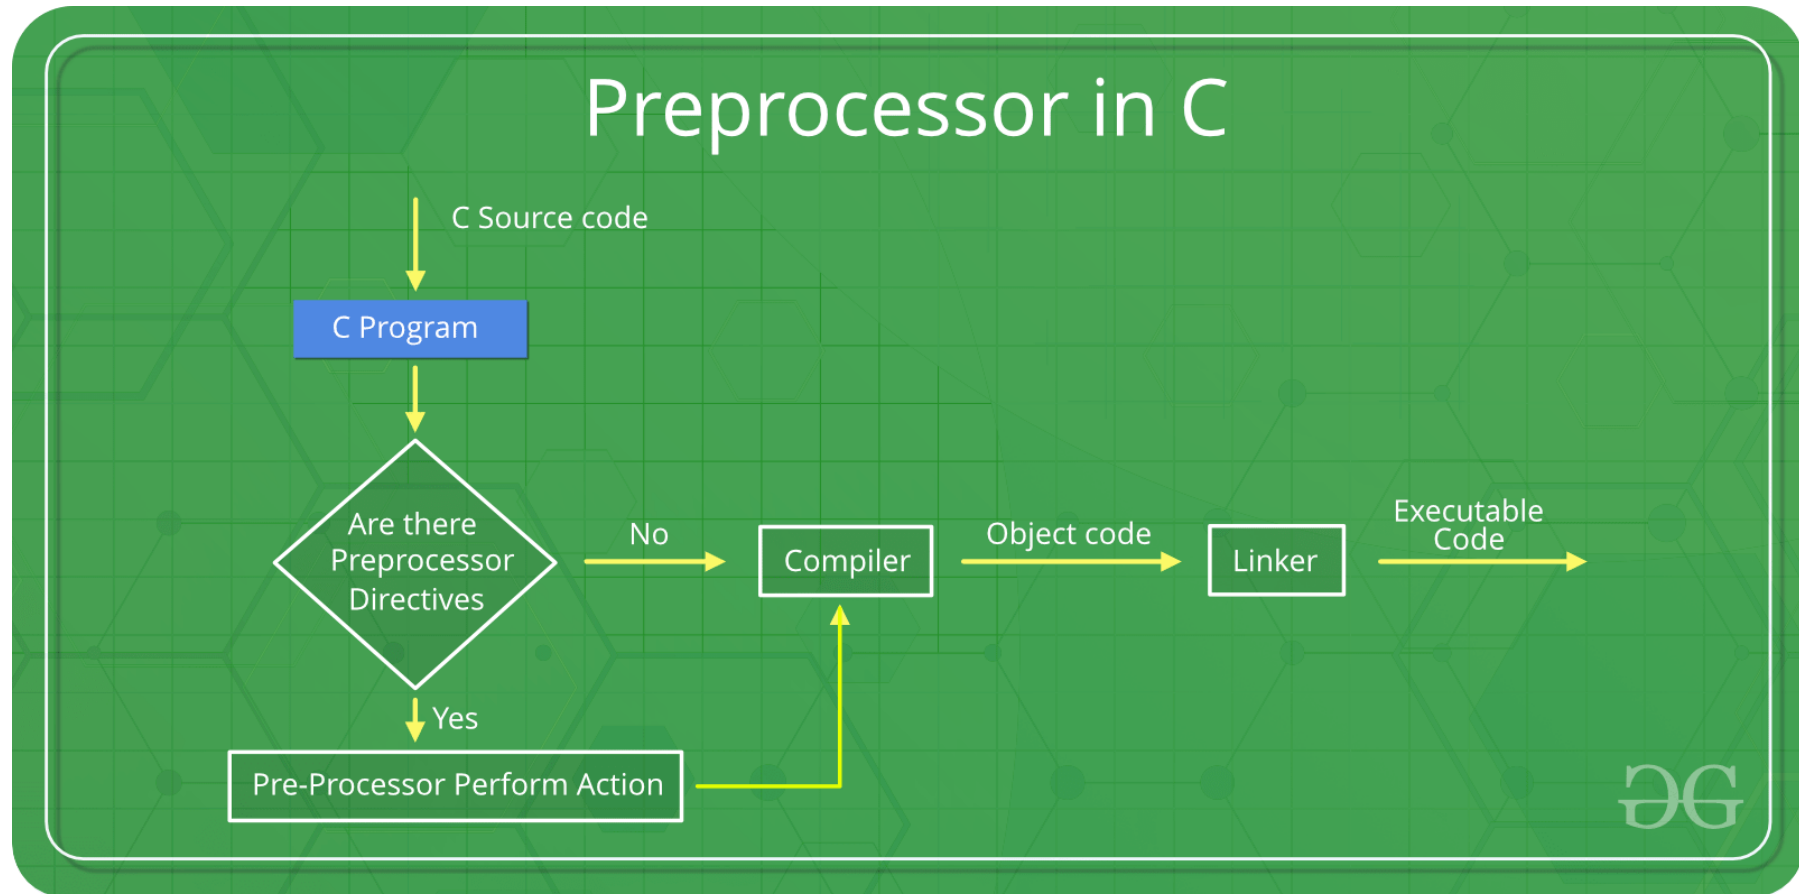 Preprocessor in C
C Source code
C Program
Are there
Preprocessor
Directives
No
Compiler
Object code
Linker
Executable
Code
Yes
Pre-Processor Perform Action